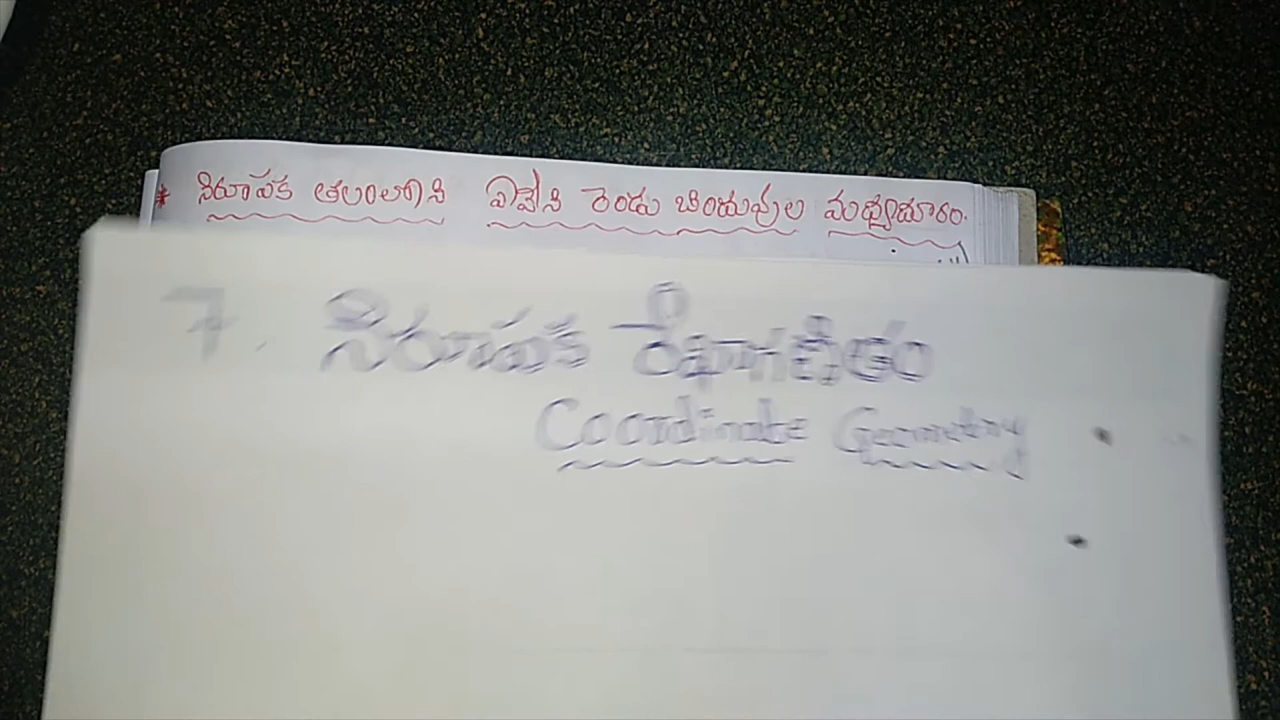 * నిరూపక తలంలోని ఏవేని రెండు బిందువుల మధ్యదూరం.
7. నిరూపక రేఖాగణితం
Coordinate Geometry